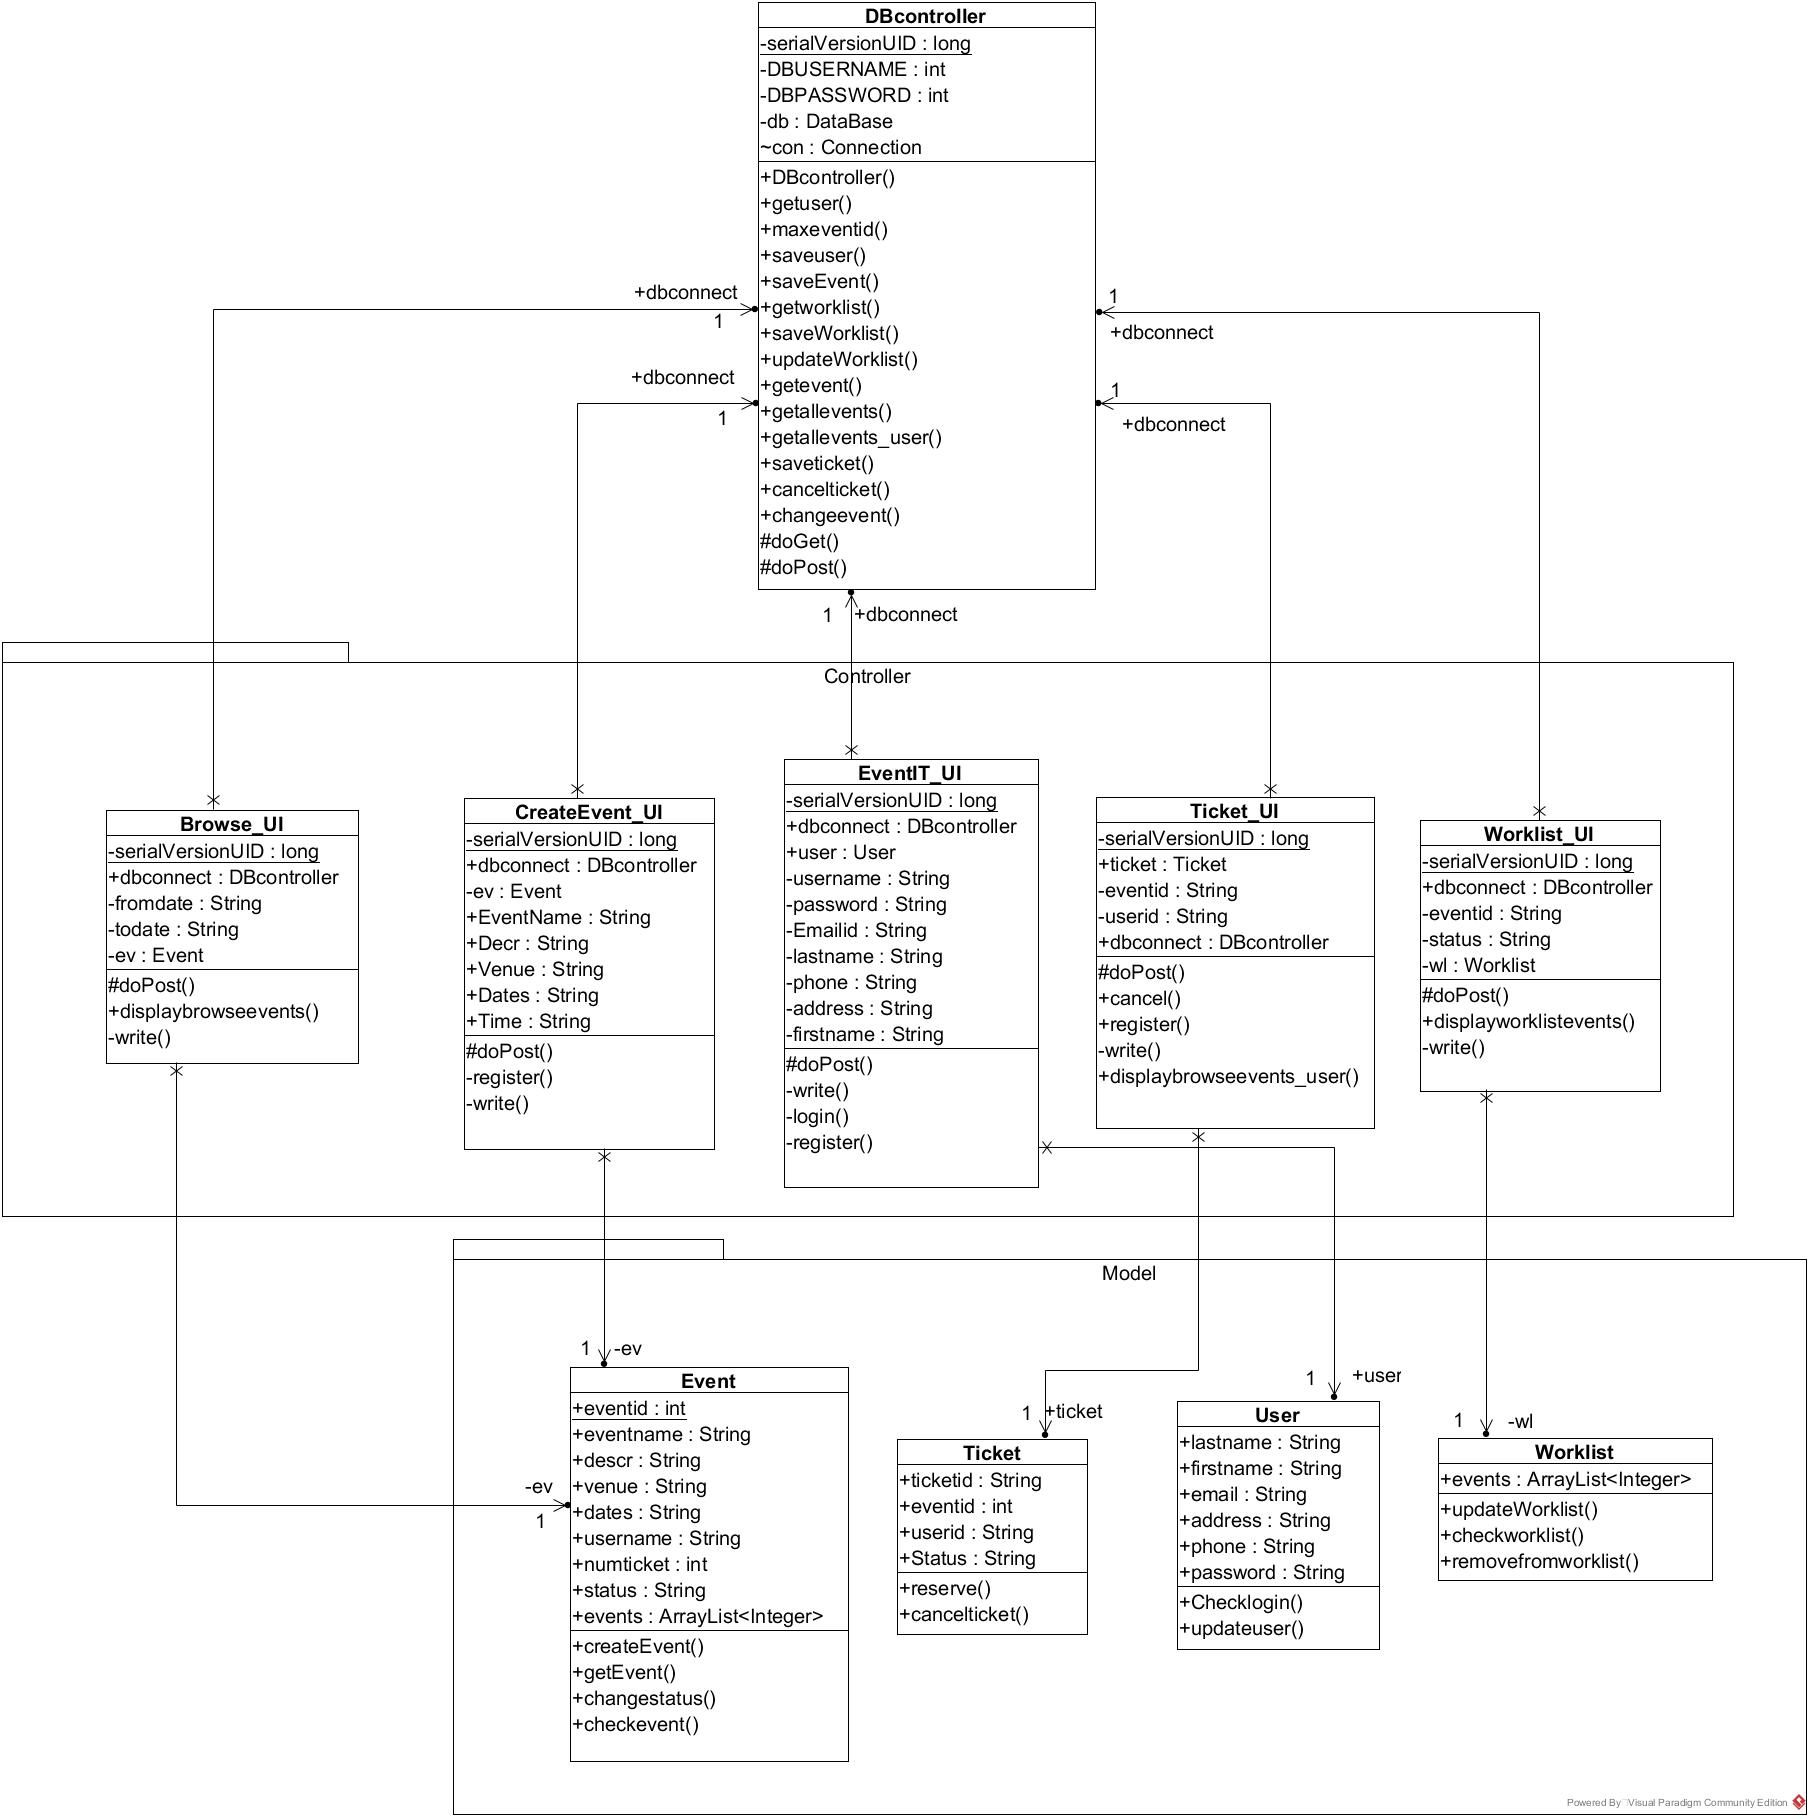 DBcontroller
-serialVersionUID : long
-DBUSERNAME : int
-DBPASSWORD : int
-db : DataBase
~con : Connection
+DBcontroller()
+getuser()
+maxeventid()
+saveuser()
+saveEvent()
+getworklist()
+saveWorklist()
+updateWorklist()
+getevent()
+getallevents()
+getallevents_user()
+saveticket()
+cancelticket()
+changeevent()
#doGet()
#doPost()
+dbconnect
1
+dbconnect
1
1
+dbconnect
1
+dbconnect
1
+dbconnect
Controller
Browse_UI
-serialVersionUID : long
+dbconnect : DBcontroller
-fromdate : String
-todate : String
-ev : Event
#doPost()
+displaybrowseevents()
-write()
CreateEvent_UI
-serialVersionUID : long
+dbconnect : DBcontroller
-ev : Event
+EventName : String
+Decr : String
+Venue : String
+Dates : String
+Time : String
#doPost()
-register()
-write()
EventIT_UI
-serialVersionUID : long
+dbconnect : DBcontroller
+user : User
-username : String
-password : String
-Emailid : String
-lastname : String
-phone : String
-address : String
-firstname : String
#doPost()
-write()
-login()
-register()
Ticket_UI
-serialVersionUID : long
+ticket : Ticket
-eventid : String
-userid : String
+dbconnect : DBcontroller
#doPost()
+cancel()
+register()
-write()
+displaybrowseevents_user()
Worklist_UI
-serialVersionUID : long
+dbconnect : DBcontroller
-eventid : String
-status : String
-wl : Worklist
#doPost()
+displayworklistevents()
-write()
Model
1
-ev
-ev
1
1
+ticket
1
+user
1
-wl
Event
+eventid : int
+eventname : String
+descr : String
+venue : String
+dates : String
+username : String
+numticket : int
+status : String
+events : ArrayList<Integer>
+createEvent()
+getEvent()
+changestatus()
+checkevent()
Ticket
+ticketid : String
+eventid : int
+userid : String
+Status : String
+reserve()
+cancelticket()
User
+lastname : String
+firstname : String
+email : String
+address : String
+phone : String
+password : String
+Checklogin()
+updateuser()
Worklist
+events : ArrayList<Integer>
+updateWorklist()
+checkworklist()
+removefromworklist()
Powered By Visual Paradigm Community Edition